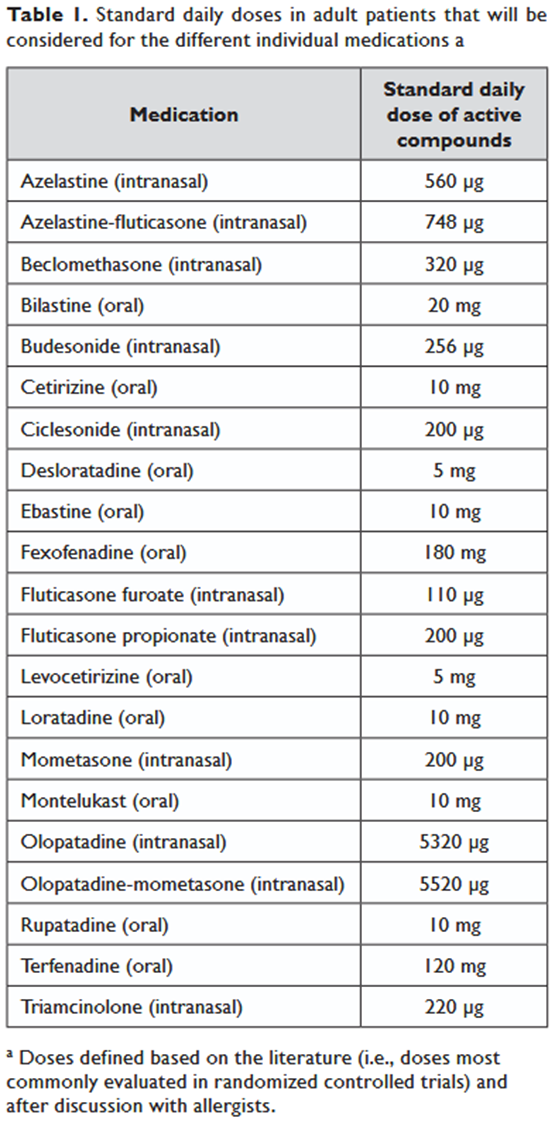 Table 1. Standard daily doses in adult patients that will be
considered for the different individual medications a
Medication
Standard daily
dose of active
compounds
Azelastine (intranasal) 560 µg
Azelastine-fluticasone (intranasal) 748 µg
Beclomethasone (intranasal) 320 µg
Bilastine (oral) 20 mg
Budesonide (intranasal) 256 µg
Cetirizine (oral) 10 mg
Ciclesonide (intranasal) 200 µg
Desloratadine (oral) 5 mg
Ebastine (oral) 10 mg
Fexofenadine (oral) 180 mg
Fluticasone furoate (intranasal) 110 µg
Fluticasone propionate (intranasal) 200 µg
Levocetirizine (oral) 5 mg
Loratadine (oral) 10 mg
Mometasone (intranasal) 200 µg
Montelukast (oral) 10 mg
Olopatadine (intranasal) 5320 µg
Olopatadine-mometasone (intranasal) 5520 µg
Rupatadine (oral) 10 mg
Terfenadine (oral) 120 mg
Triamcinolone (intranasal) 220 µg
a Doses defined based on the literature (i.e., doses most
commonly evaluated in randomized controlled trials) and
after discussion with allergists.